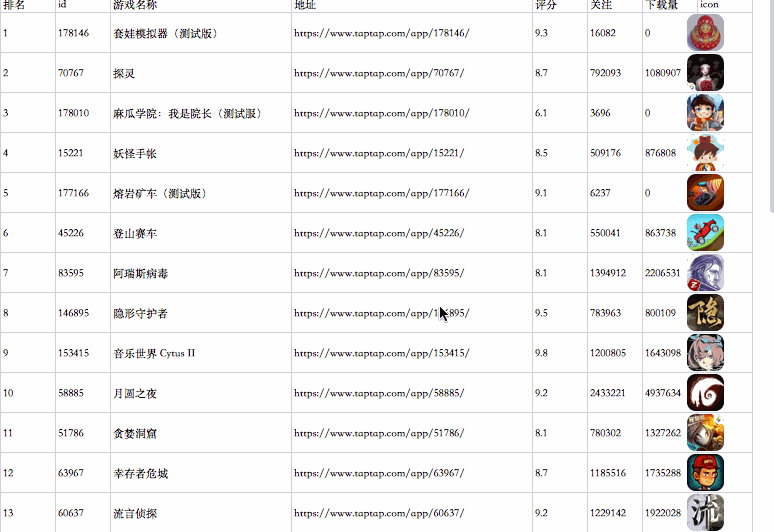 排名 id 游戏名称 地址 评分 关注 下载量 icon
1 178146 套娃模拟器（测试版） https://www.taptap.com/app/178146/ 9.3 16082 0
2 70767 探灵 https://www.taptap.com/app/70767/ 8.7 792093 1080907
3 178010 麻瓜学院：我是院长（测试服） https://www.taptap.com/app/178010/ 6.1 3696 0
4 15221 妖怪手帐 https://www.taptap.com/app/15221/ 8.5 509176 876808
5 177166 熔岩矿车（测试版） https://www.taptap.com/app/177166/ 9.1 6237 0
6 45226 登山赛车 https://www.taptap.com/app/45226/ 8.1 550041 863738
7 83595 阿瑞斯病毒 https://www.taptap.com/app/83595/ 8.1 1394912 2206531
8 146895 隐形守护者 https://www.taptap.com/app/146895/ 9.5 783963 800109 隐
9 153415 音乐世界 Cytus II https://www.taptap.com/app/153415/ 9.8 1200805 1643098
10 58885 月圆之夜 https://www.taptap.com/app/58885/ 9.2 2433221 4937634
11 51786 贪婪洞窟 https://www.taptap.com/app/51786/ 8.1 780302 1327262
12 63967 幸存者危城 https://www.taptap.com/app/63967/ 8.7 1185516 1735288
13 60637 流言侦探 https://www.taptap.com/app/60637/ 9.2 1229142 1922028 流